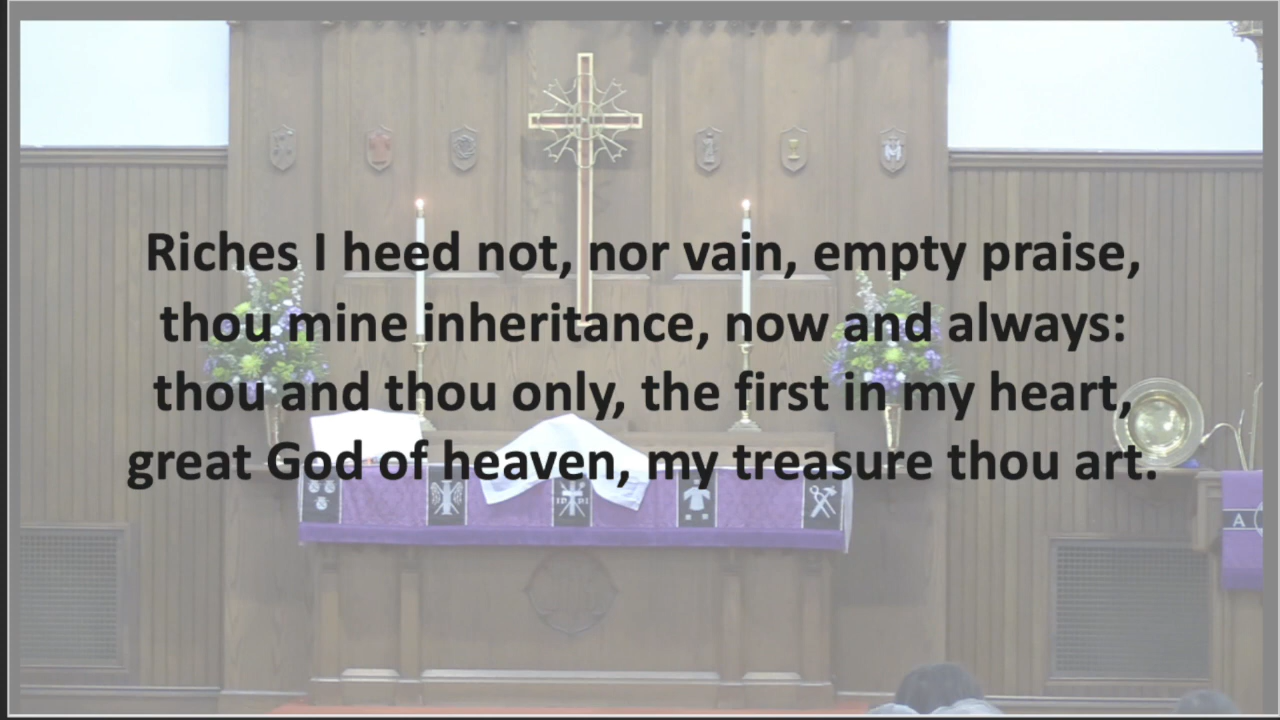 Riches I heed not, nor vain, empty praise,
thou mine inheritance, now and always:
thou and thou only, the first in my heart,
great God of heaven, my treasure thou art.
A